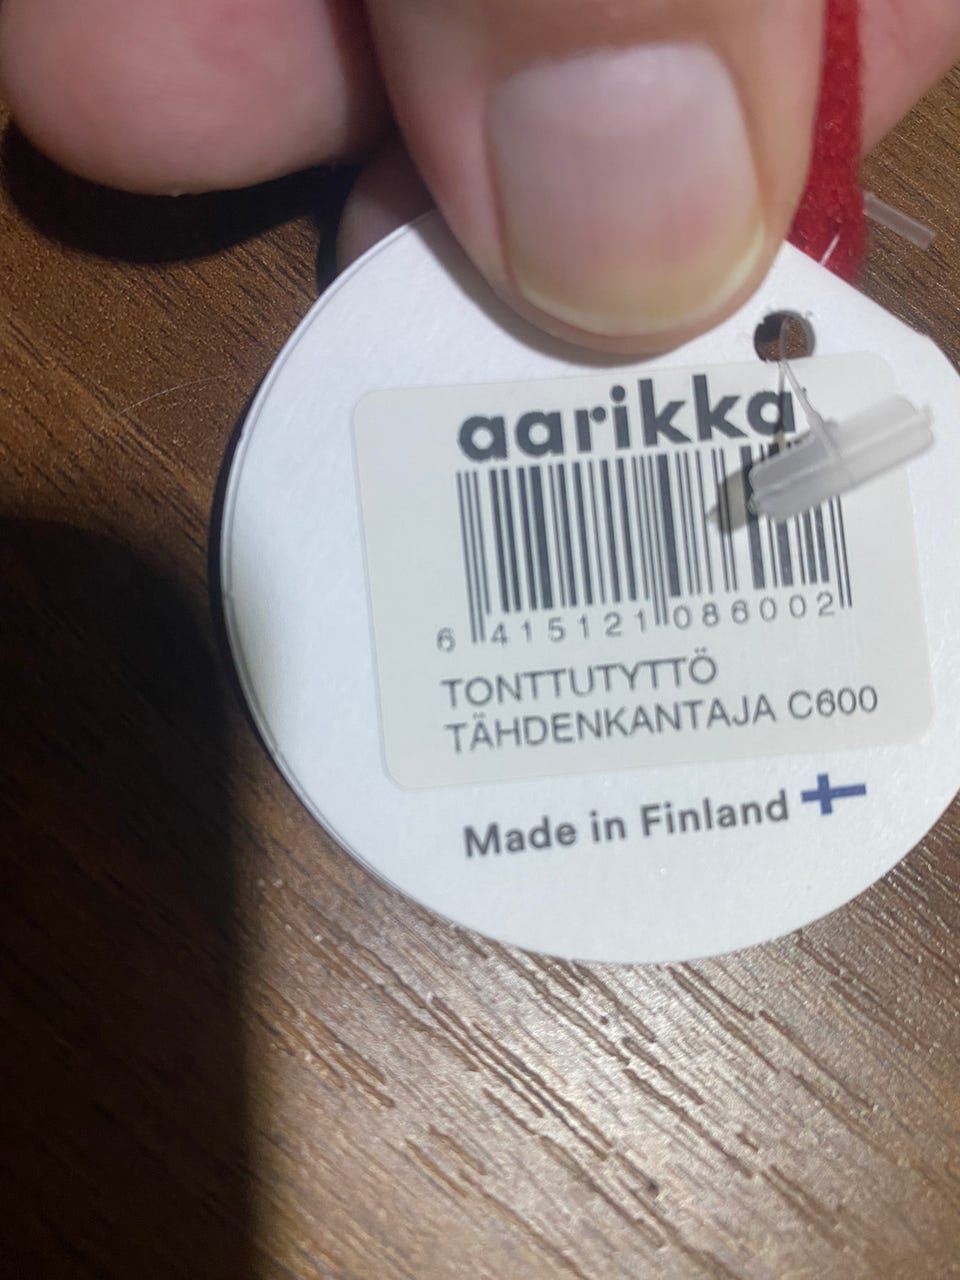 aarikka
6 415121 086002
TONTTUTYTTÖ
TÄHDENKANTAJA C600
Made in Finland